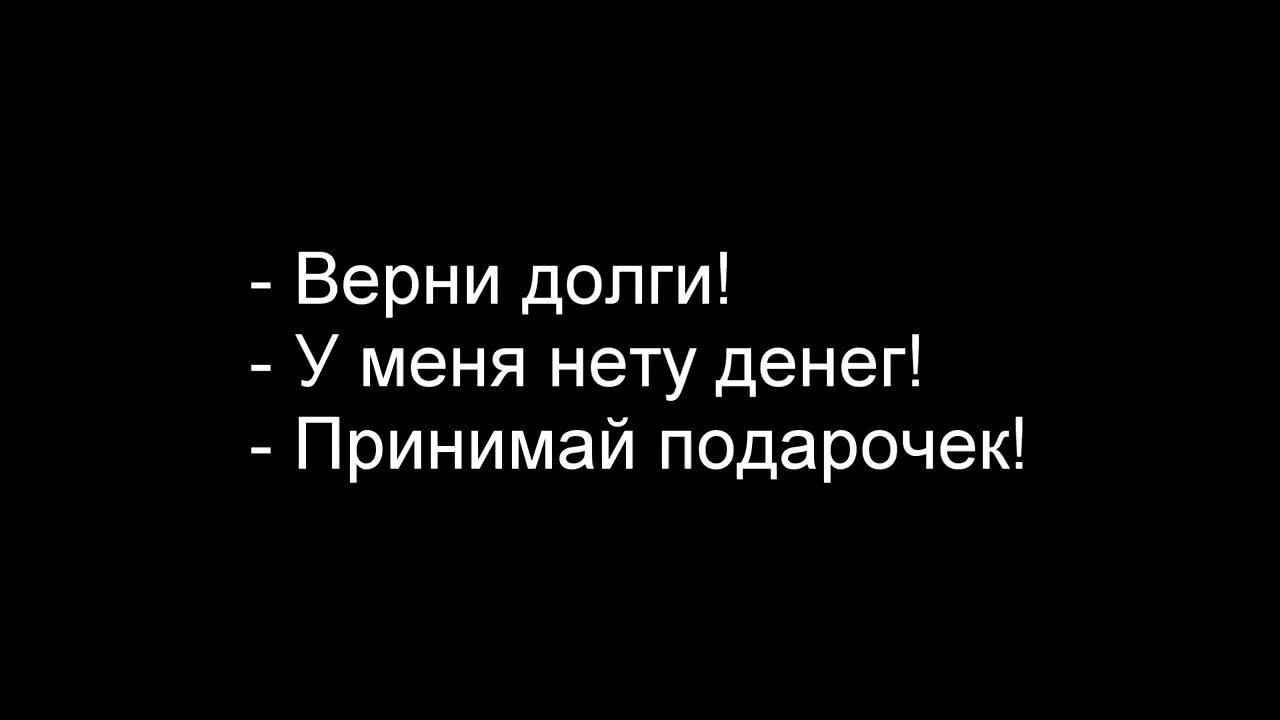 - Верни долги!
- У меня нету денег!
- Принимай подарочек!